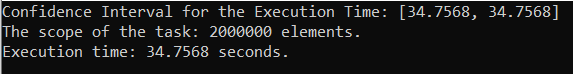 Confidence Interval for the Execution Time: [34.7568, 34.7568]
The scope of the task: 2000000 elements.
Execution time: 34.7568 seconds.